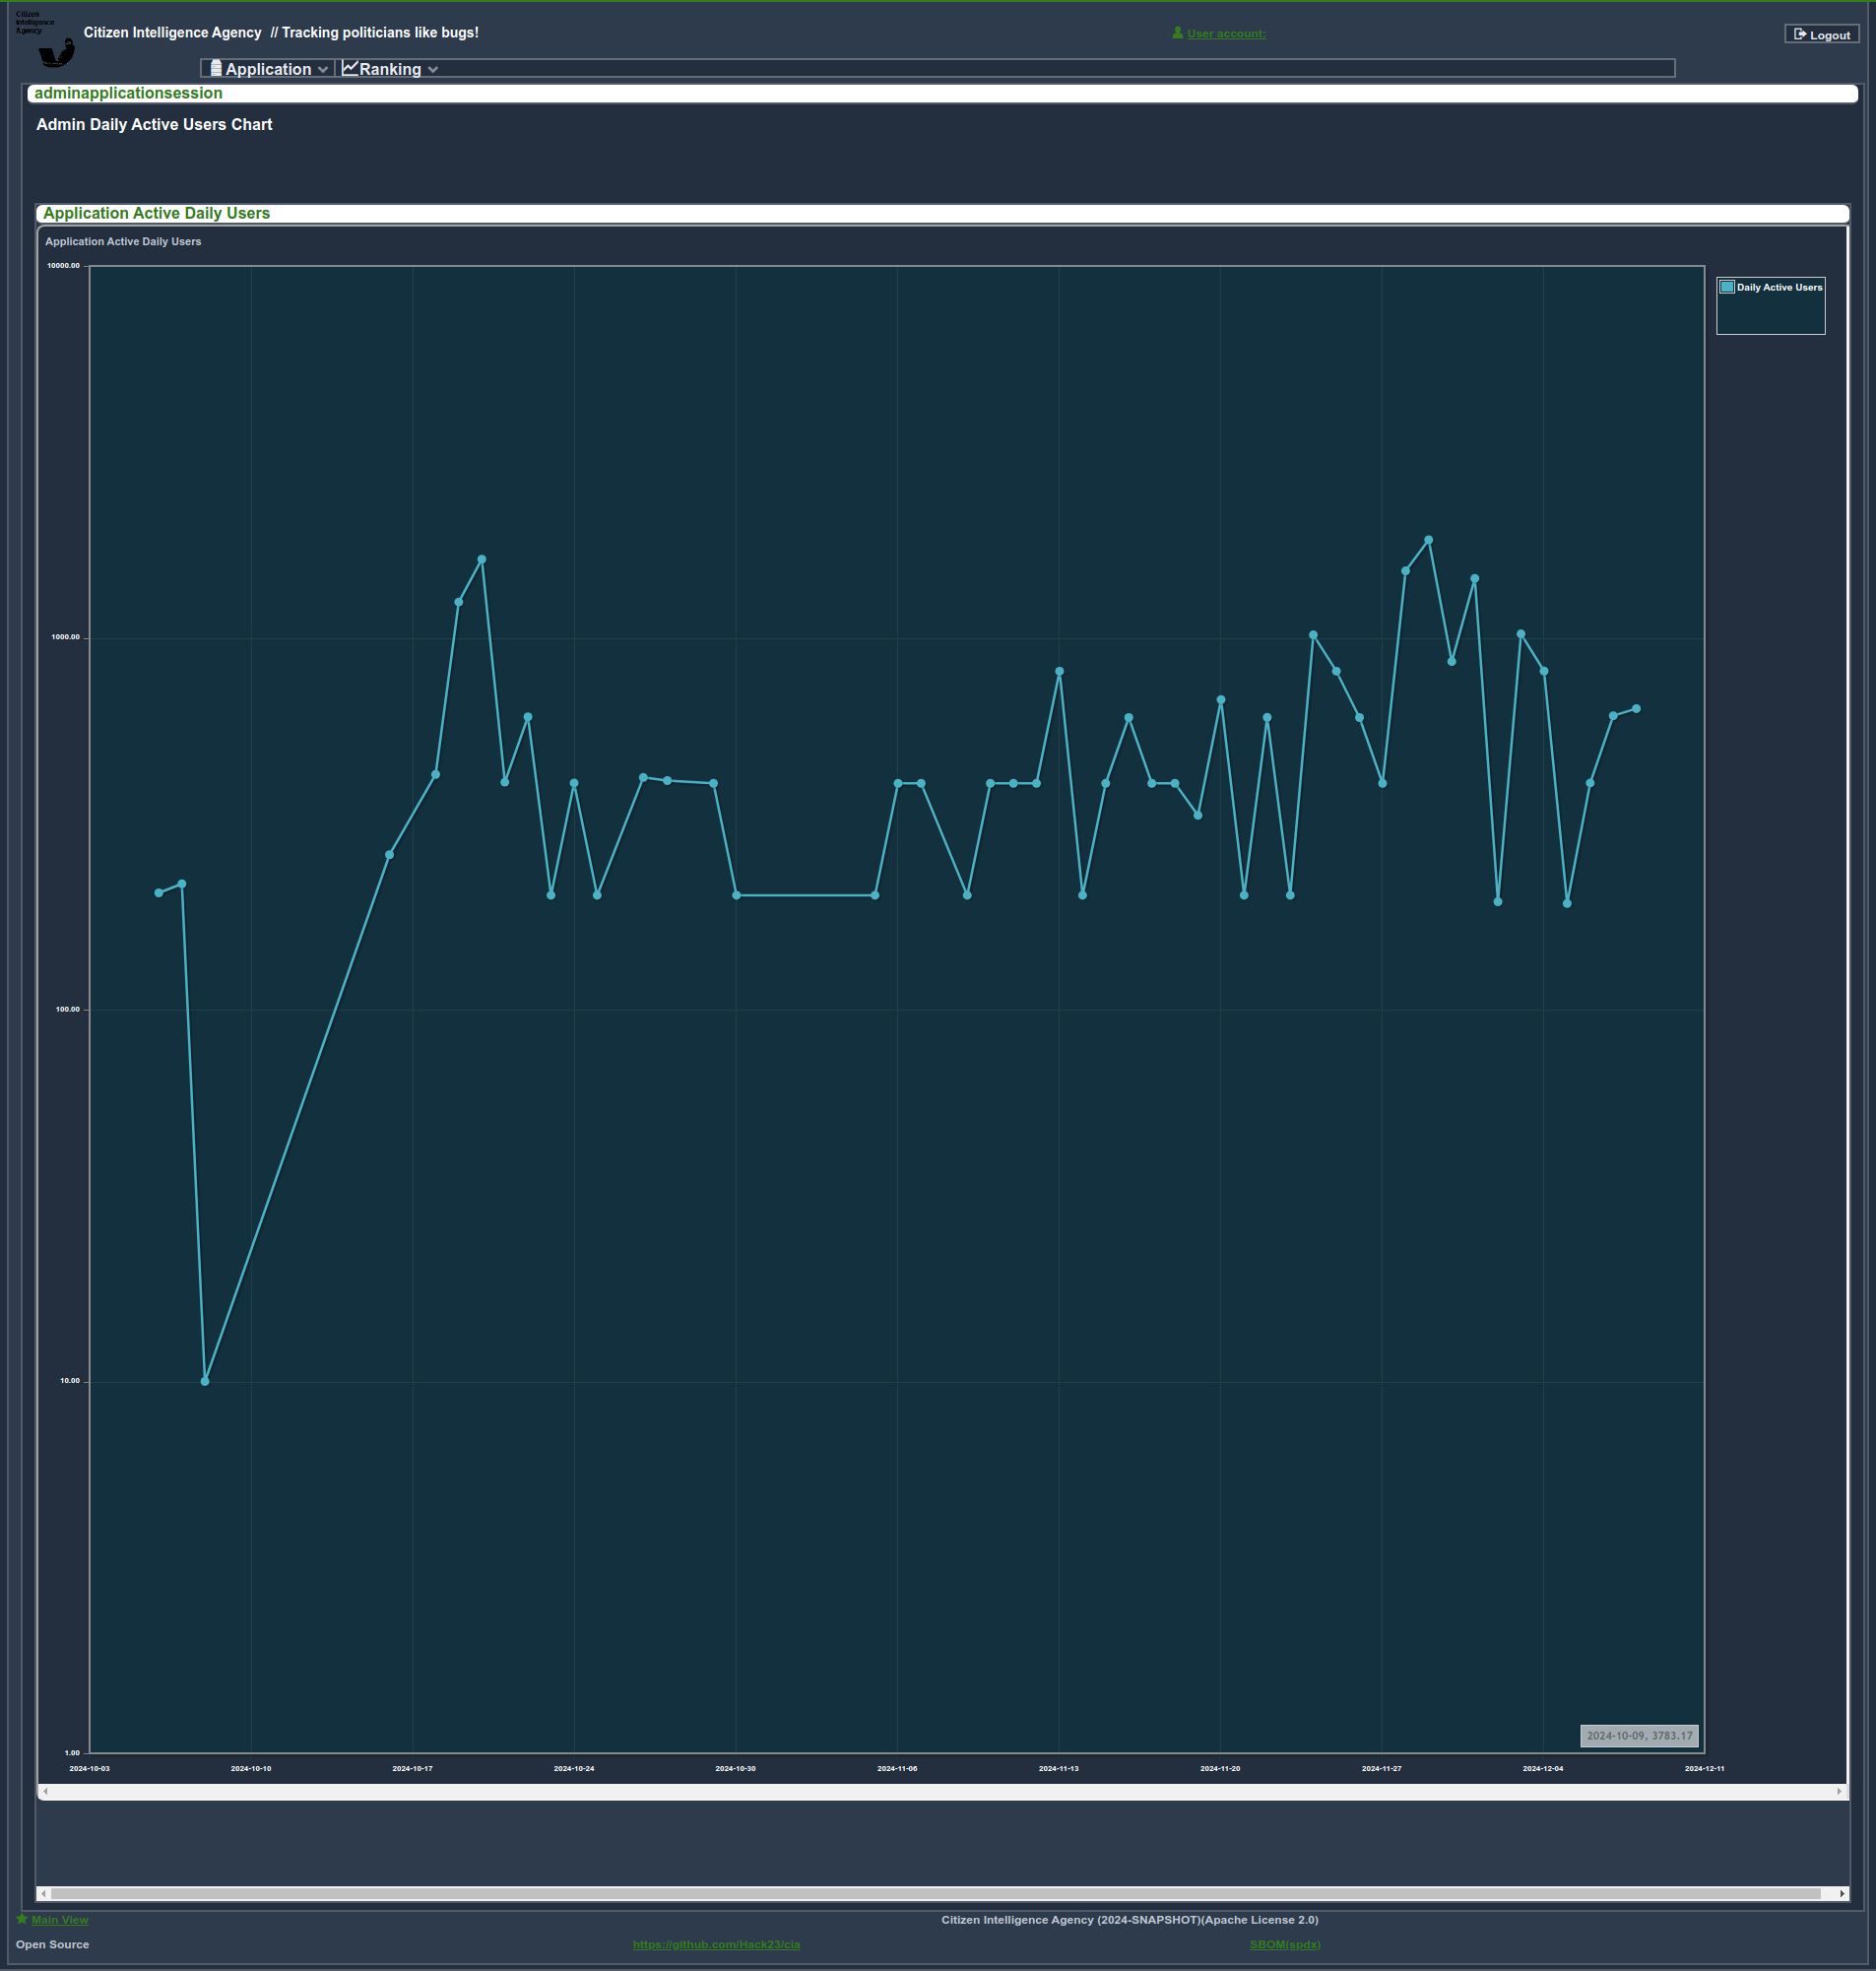 Citizen
Intelligence
Agency
Citizen Intelligence Agency // Tracking politicians like bugs!
User account:
Logout
Application
Ranking
adminapplicationsession
Admin Daily Active Users Chart
Application Active Daily Users
Application Active Daily Users
10000.00
Daily Active Users
1000.00
100.00
10.00
2024-10-09, 3783.17
1.00
2024-10-03 2024-10-10 2024-10-17 2024-10-24 2024-10-30 2024-11-06 2024-11-13 2024-11-20 2024-11-27 2024-12-04 2024-12-11
Main View
Citizen Intelligence Agency (2024-SNAPSHOT)(Apache License 2.0)
Open Source
https://github.com/Hack23/cia
SBOM(spdx)